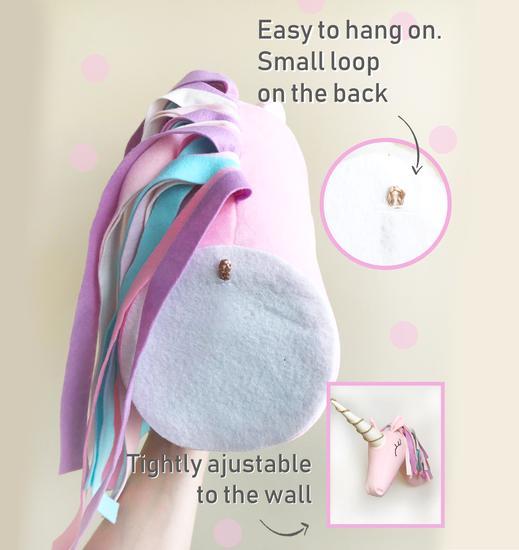 Easy to hang on.
Small loop
on the back
Tightly ajustable
to the wall